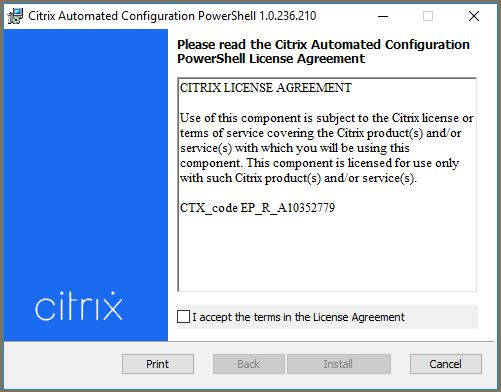 Citrix Automated Configuration PowerShell 1.0.236.210
Please read the Citrix Automated Configuration
PowerShell License Agreement
CITRIX LICENSE AGREEMENT
Use of this component is subject to the Citrix license or
terms of service covering the Citrix product(s) and/or
service(s) with which you will be using this
component. This component is licensed for use only
with such Citrix product(s) and/or service(s).
CTX_code EP_R_A10352779
citrix
I accept the terms in the License Agreement
Print
Back
Install
Cancel